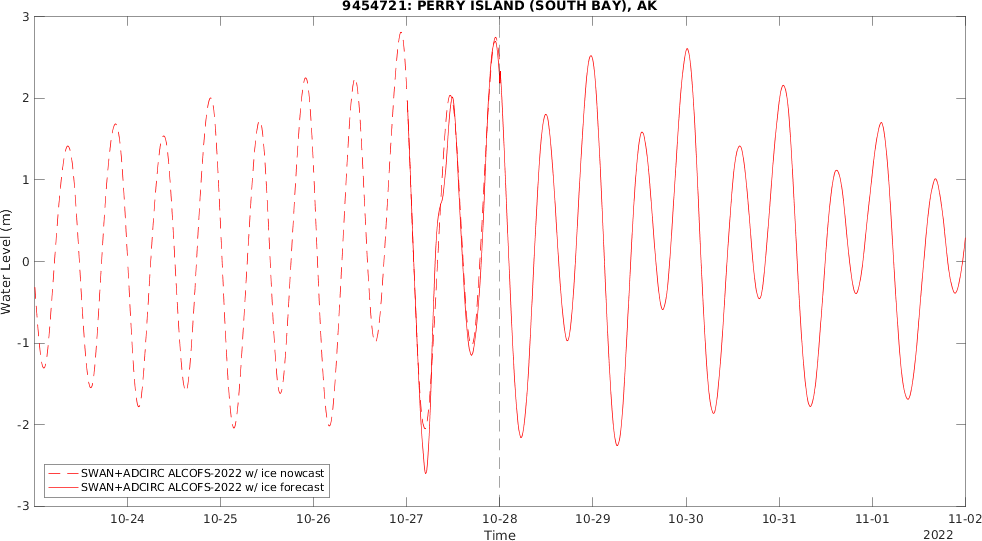 9454721: PERRY ISLAND (SOUTH BAY), AK
3
2
1
0
-1
-2
-3
Water Level (m)
SWAN+ADCIRC ALCOFS-2022 w/ ice nowcast
SWAN+ADCIRC ALCOFS-2022 w/ ice forecast
10-24 10-25 10-26 10-27 10-28 10-29 10-30 10-31 11-01 11-02
Time
2022